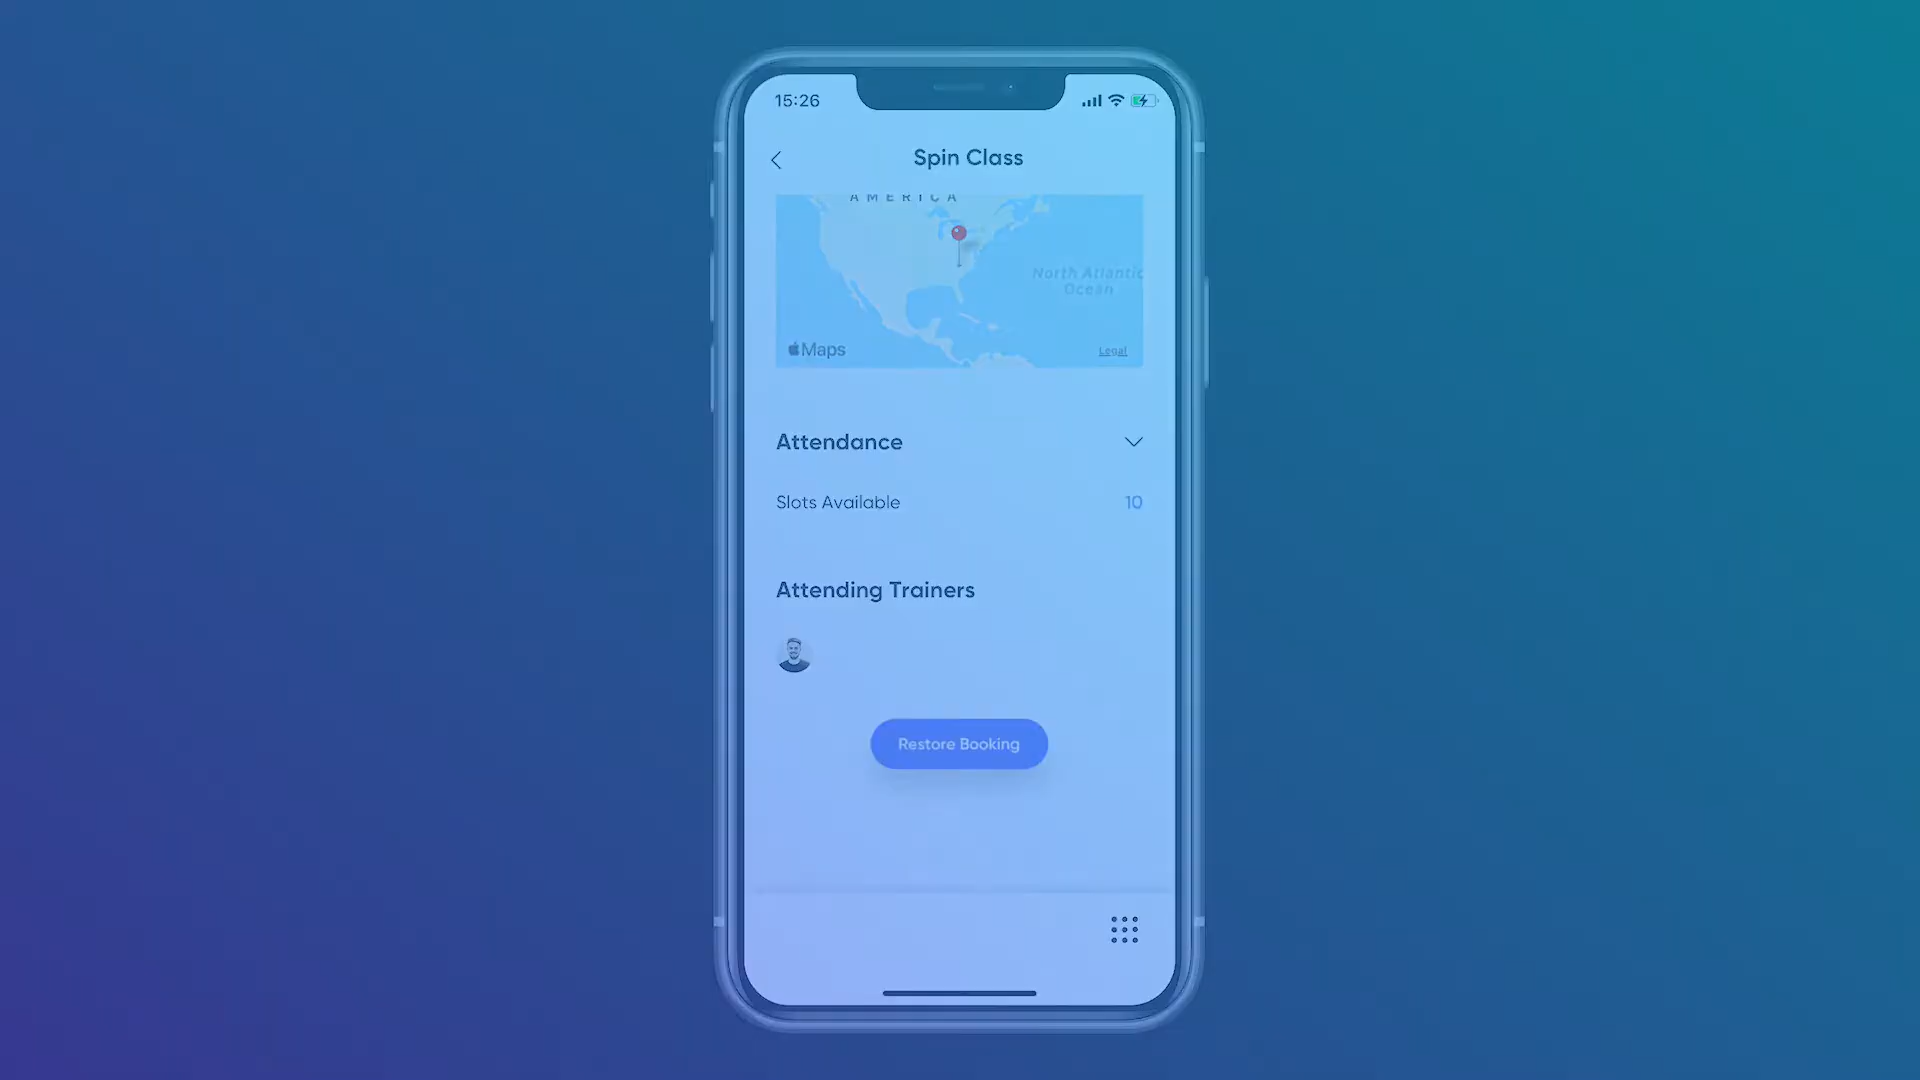 15:26
Spin Class
AMERICA
North Atlantic
Ocean
Maps
Legal
Attendance
Slots Available
10
Attending Trainers
Restore Booking